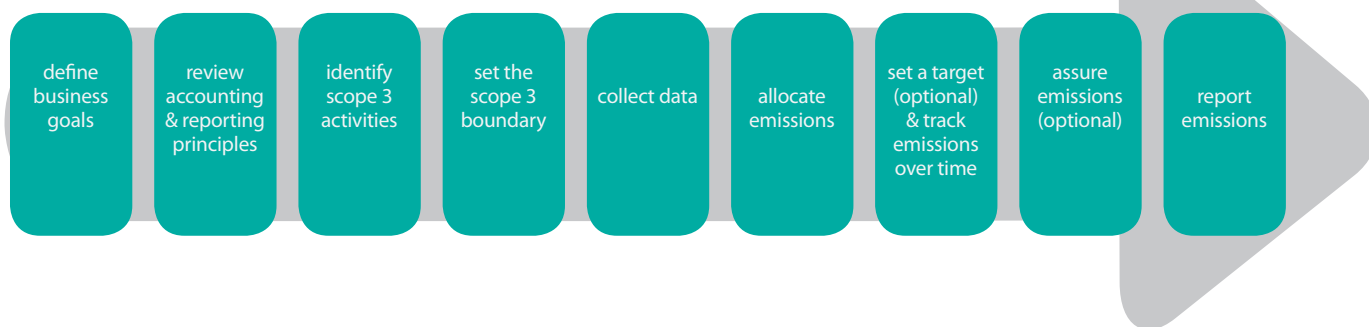 define
business
goals
review
accounting
& reporting
principles
identify
scope 3
activities
set the
scope 3
boundary
collect data
allocate
emissions
set a target
(optional)
& track
emissions
over time
assure
emissions
(optional)
report
emissions